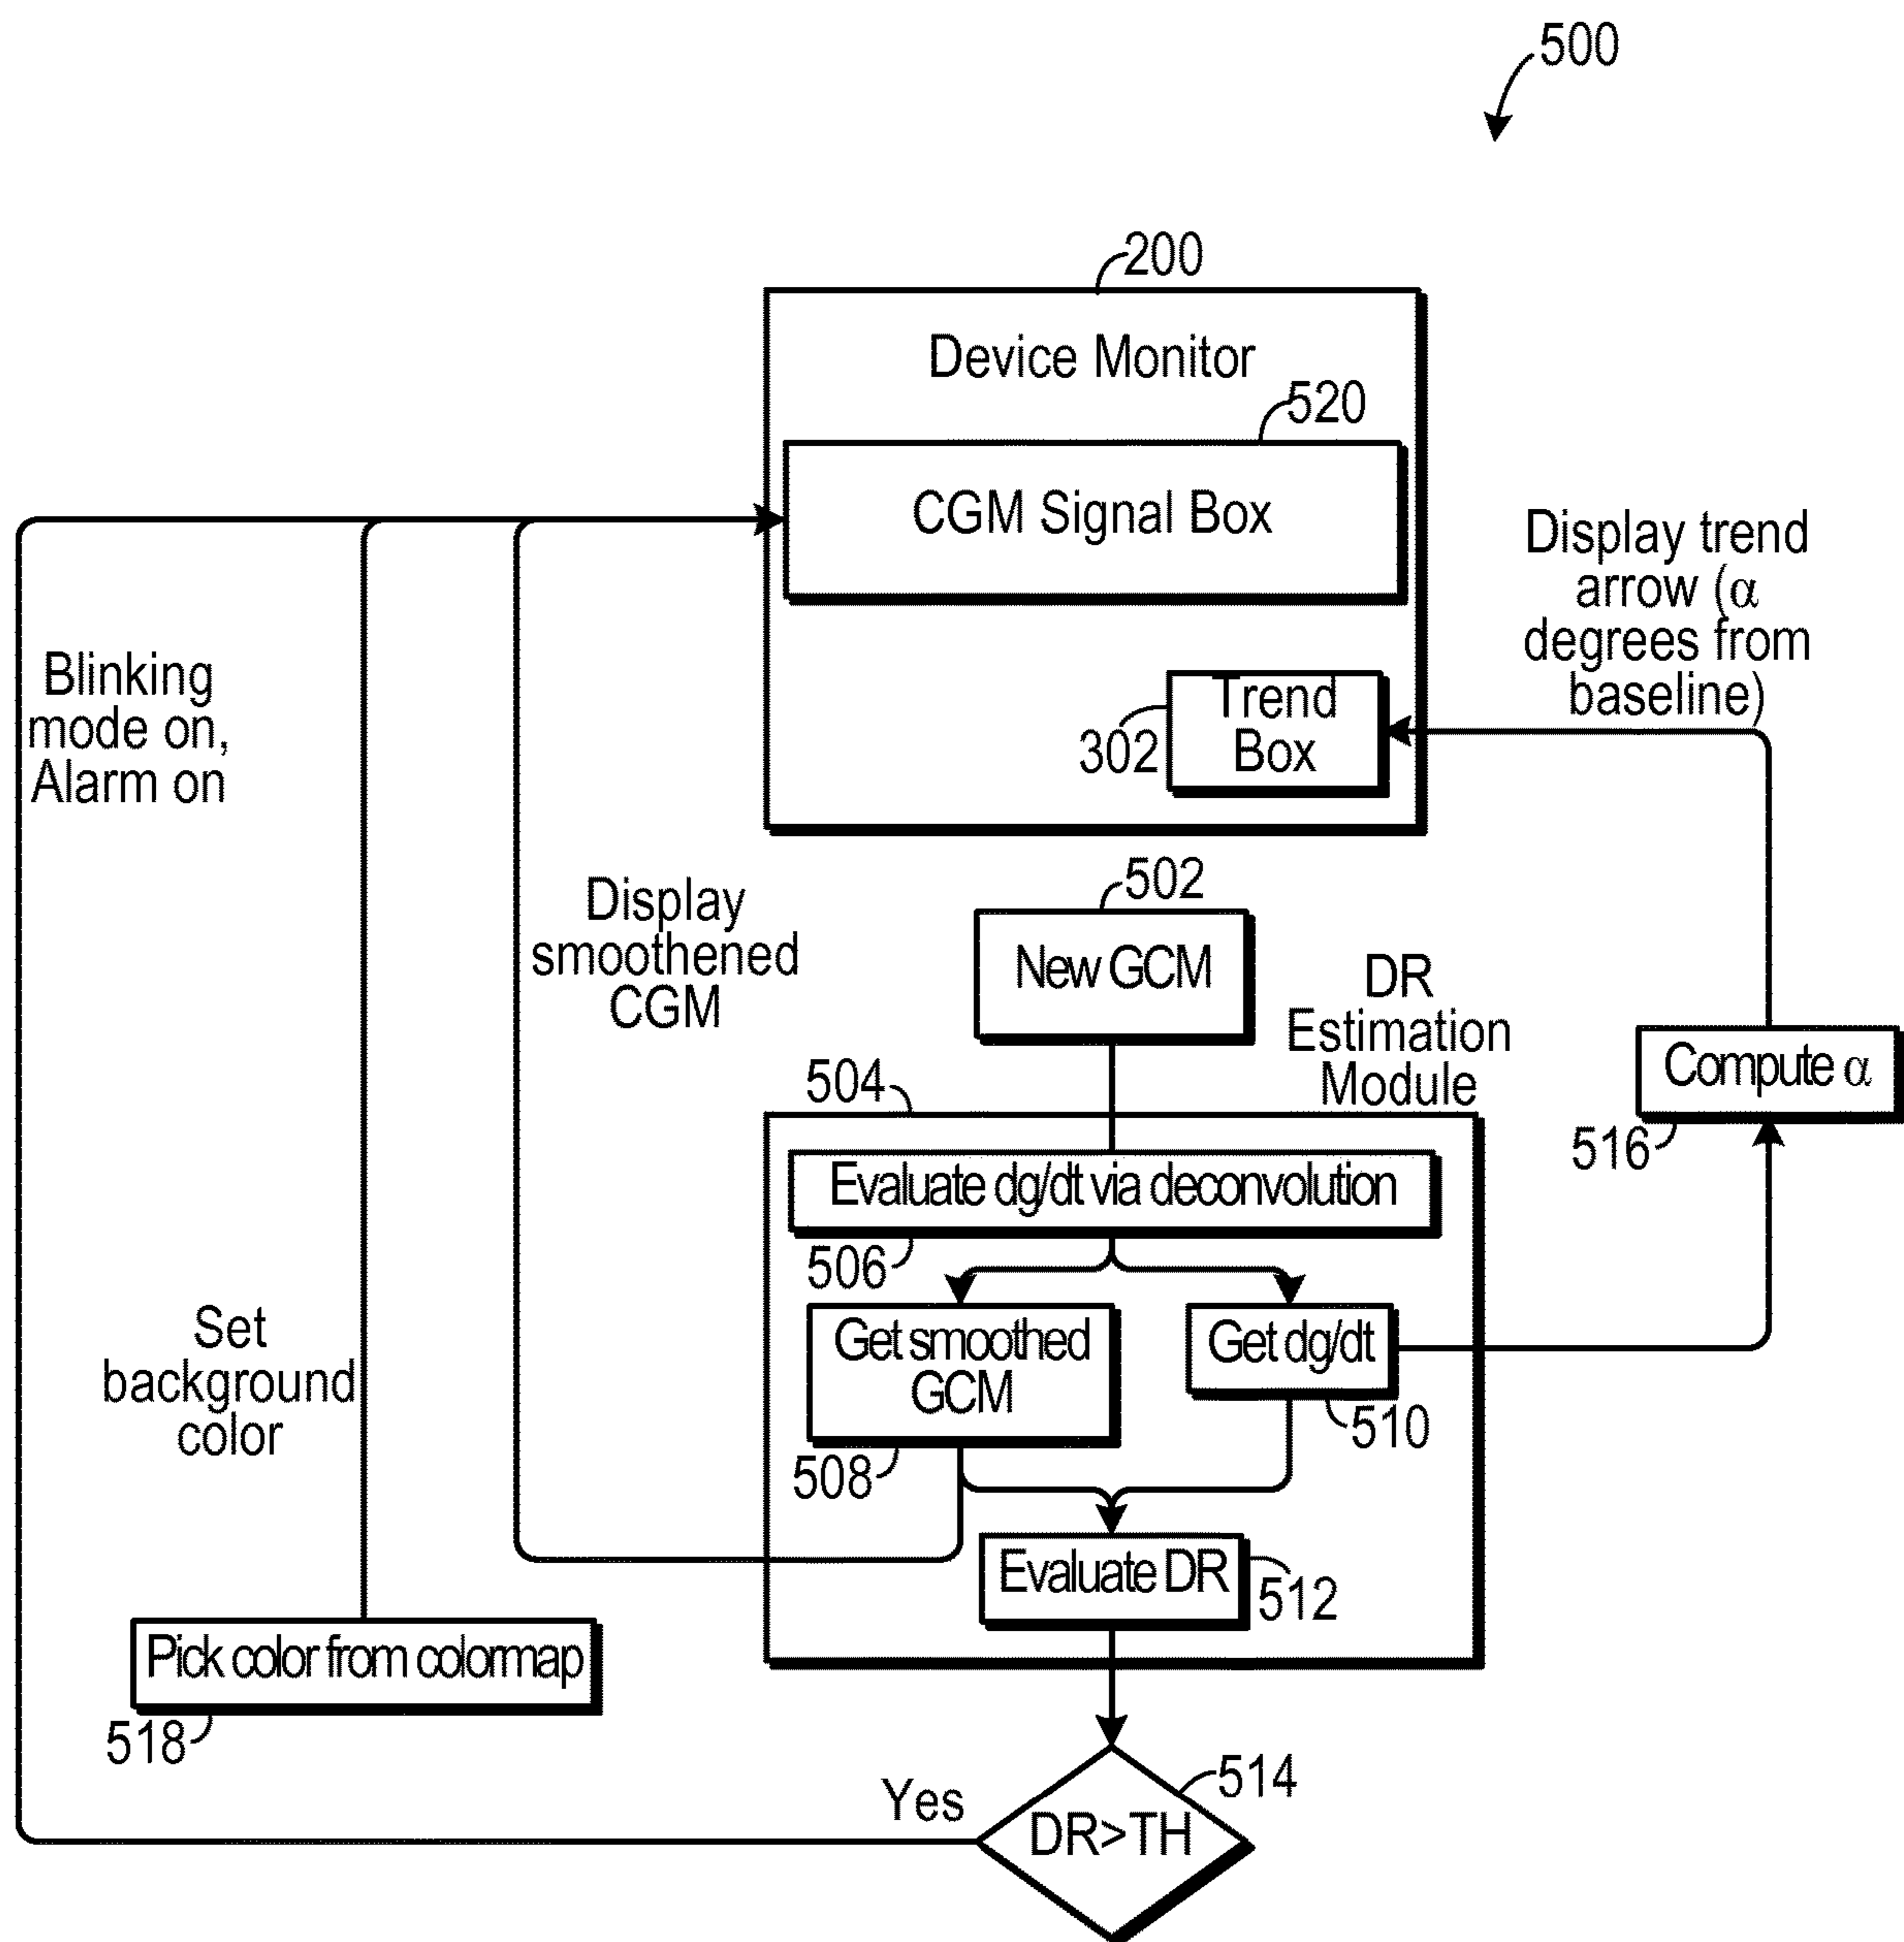 500
200
Device Monitor
520
CGM Signal Box
Display trend
arrow (α
degrees from
baseline)
Blinking
mode on,
Alarm on
Trend
Box
302
502
New GCM
Display
smoothened
CGM
DR
Estimation
Module
504
Compute α
516
Evaluate dg/dt via deconvolution
506
Get smoothed
GCM
508
Get dg/dt
510
Set
background
color
Evaluate DR
512
Pick color from colormap
518
Yes
514
DR>TH